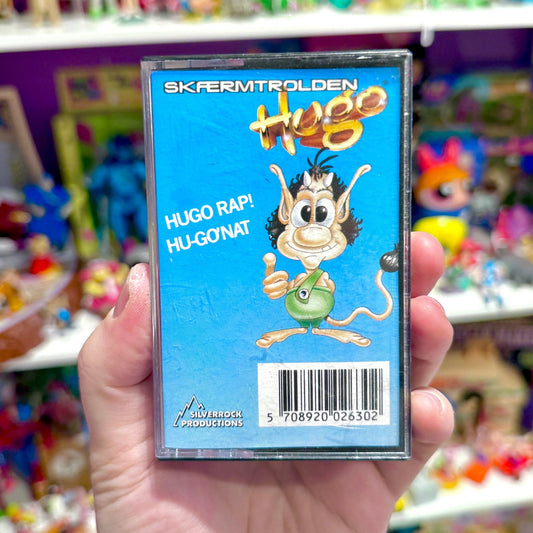 SKÆRMTROLDEN
Hugo
HUGO RAP!
HU-GO'NAT
SILVERROCK
PRODUCTIONS
5 708920 026302